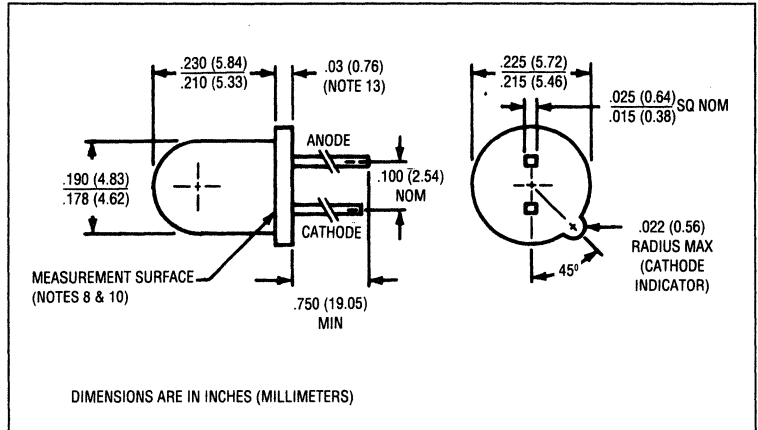 .230 (5.84)
.210 (5.33)
.03 (0.76)
(NOTE 13)
.225 (5.72)
.215 (5.46)
.025 (0.64)
.015 (0.38)
SQ NOM
ANODE
.190 (4.83)
.178 (4.62)
.100 (2.54)
NOM
CATHODE
.022 (0.56)
RADIUS MAX
(CATHODE
INDICATOR)
45º
MEASUREMENT SURFACE
(NOTES 8 & 10)
.750 (19.05)
MIN
DIMENSIONS ARE IN INCHES (MILLIMETERS)